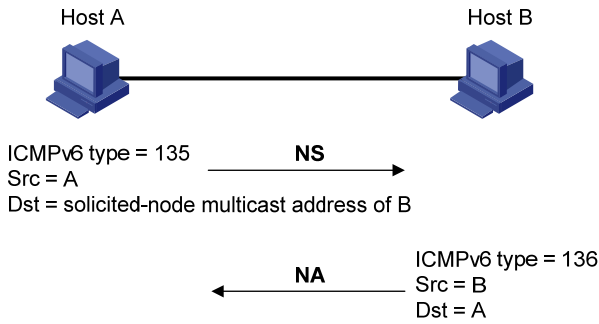 Host A
Host B
ICMPv6 type = 135
Src = A
Dst = solicited-node multicast address of B
NS
NA
ICMPv6 type = 136
Src = B
Dst = A